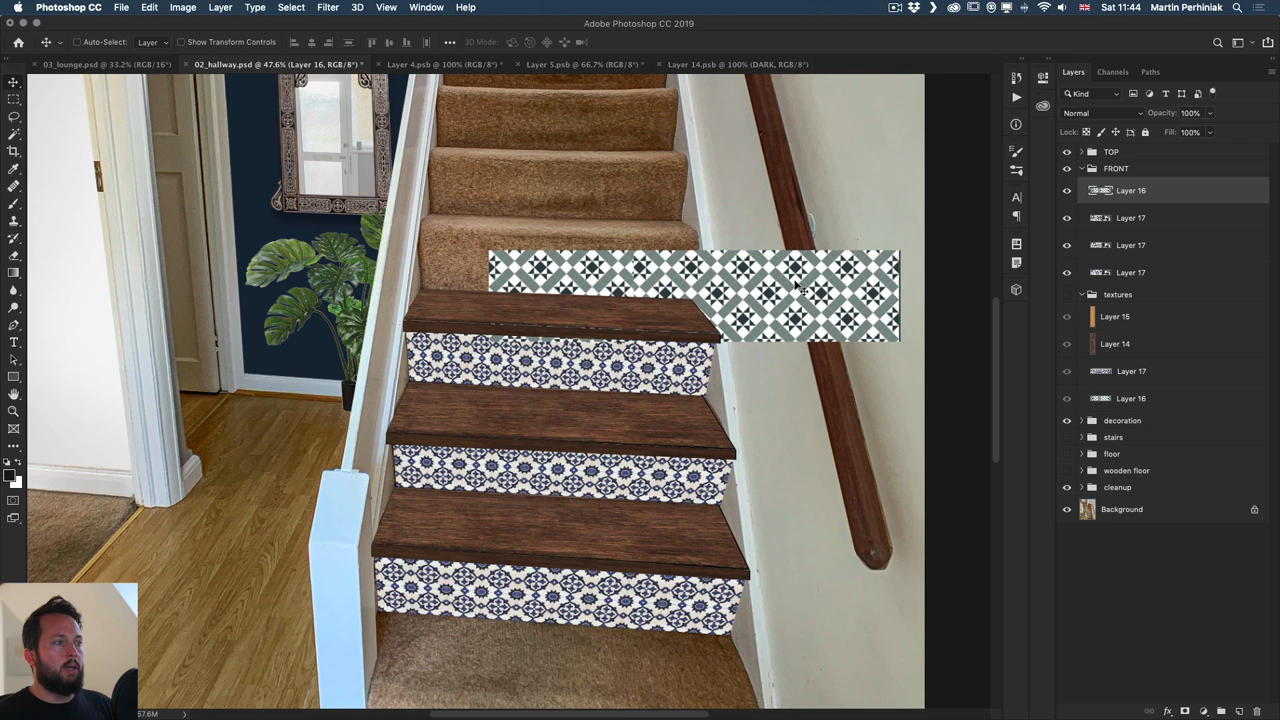 Photoshop CC File Edit Image Layer Type Select Filter 3D View Window Help Sat 11:44 Martin Perhiniak
Adobe Photoshop CC 2019
Auto-Select: Layer Show Transform Controls 3D Mode:
03_lounge.psd @ 33.2% (RGB/16*) 02_hallway.psd @ 47.6% (Layer 16, RGB/8*) * Layer 4.psb @ 100% (RGB/8*) * Layer 5.psb @ 66.7% (RGB/8*) * Layer 14.psb @ 100% (DARK, RGB/8*)
Layers Channels Paths
Kind
Normal Opacity: 100%
Lock: Fill: 100%
TOP
FRONT
Layer 16
Layer 17
Layer 17
Layer 17
textures
Layer 15
Layer 14
Layer 17
Layer 16
decoration
stairs
floor
wooden floor
cleanup
Background
57.6M